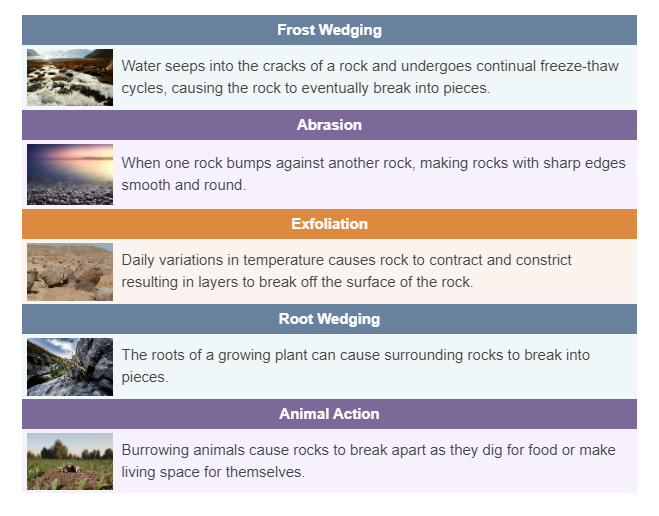 Frost Wedging
Water seeps into the cracks of a rock and undergoes continual freeze-thaw
cycles, causing the rock to eventually break into pieces.
Abrasion
When one rock bumps against another rock, making rocks with sharp edges
smooth and round.
Exfoliation
Daily variations in temperature causes rock to contract and constrict
resulting in layers to break off the surface of the rock.
Root Wedging
The roots of a growing plant can cause surrounding rocks to break into
pieces.
Animal Action
Burrowing animals cause rocks to break apart as they dig for food or make
living space for themselves.